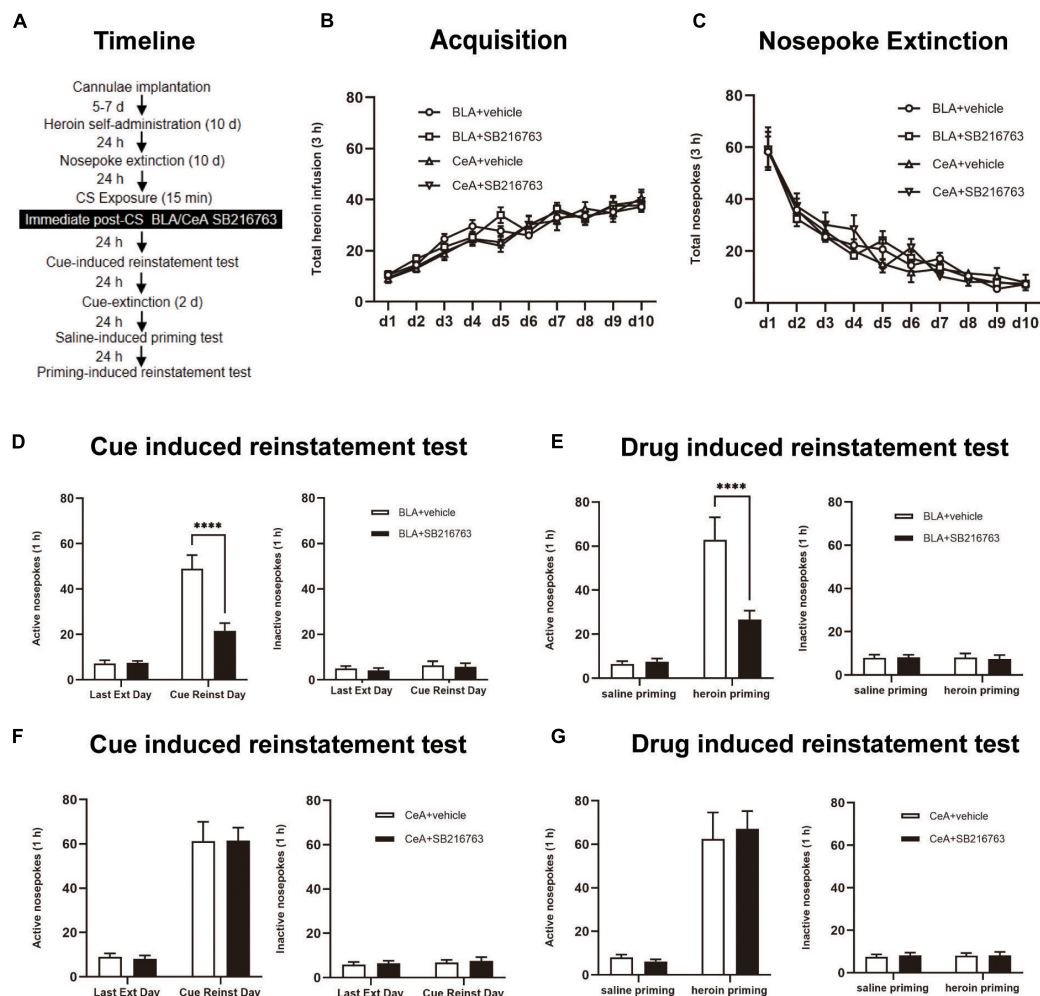 A
Timeline
Cannulae implantation
5-7 d
Heroin self-administration (10 d)
24 h
Nosepoke extinction (10 d)
24 h
CS Exposure (15 min)
Immediate post-CS BLA/CeA SB216763
24 h
Cue-induced reinstatement test
24 h
Cue-extinction (2 d)
24 h
Saline-induced priming test
24 h
Priming-induced reinstatement test
B
Acquisition
Total heroin infusion (3 h)
80
60
40
20
0
BLA+vehicle
BLA+SB216763
CeA+vehicle
CeA+SB216763
d1 d2 d3 d4 d5 d6 d7 d8 d9 d10
C
Nosepoke Extinction
Total nosepokes (3 h)
80
60
40
20
0
BLA+vehicle
BLA+SB216763
CeA+vehicle
CeA+SB216763
d1 d2 d3 d4 d5 d6 d7 d8 d9 d10
D
Cue induced reinstatement test
Active nosepokes (1 h)
80
60
40
20
0
****
Last Ext Day Cue Reinst Day
Inactive nosepokes (1 h)
80
60
40
20
0
BLA+vehicle
BLA+SB216763
Last Ext Day Cue Reinst Day
E
Drug induced reinstatement test
Active nosepokes (1 h)
80
60
40
20
0
****
saline priming heroin priming
Inactive nosepokes (1 h)
80
60
40
20
0
BLA+vehicle
BLA+SB216763
saline priming heroin priming
F
Cue induced reinstatement test
Active nosepokes (1 h)
80
60
40
20
0
Last Ext Day Cue Reinst Day
Inactive nosepokes (1 h)
80
60
40
20
0
CeA+vehicle
CeA+SB216763
Last Ext Day Cue Reinst Day
G
Drug induced reinstatement test
Active nosepokes (1 h)
80
60
40
20
0
saline priming heroin priming
Inactive nosepokes (1 h)
80
60
40
20
0
CeA+vehicle
CeA+SB216763
saline priming heroin priming